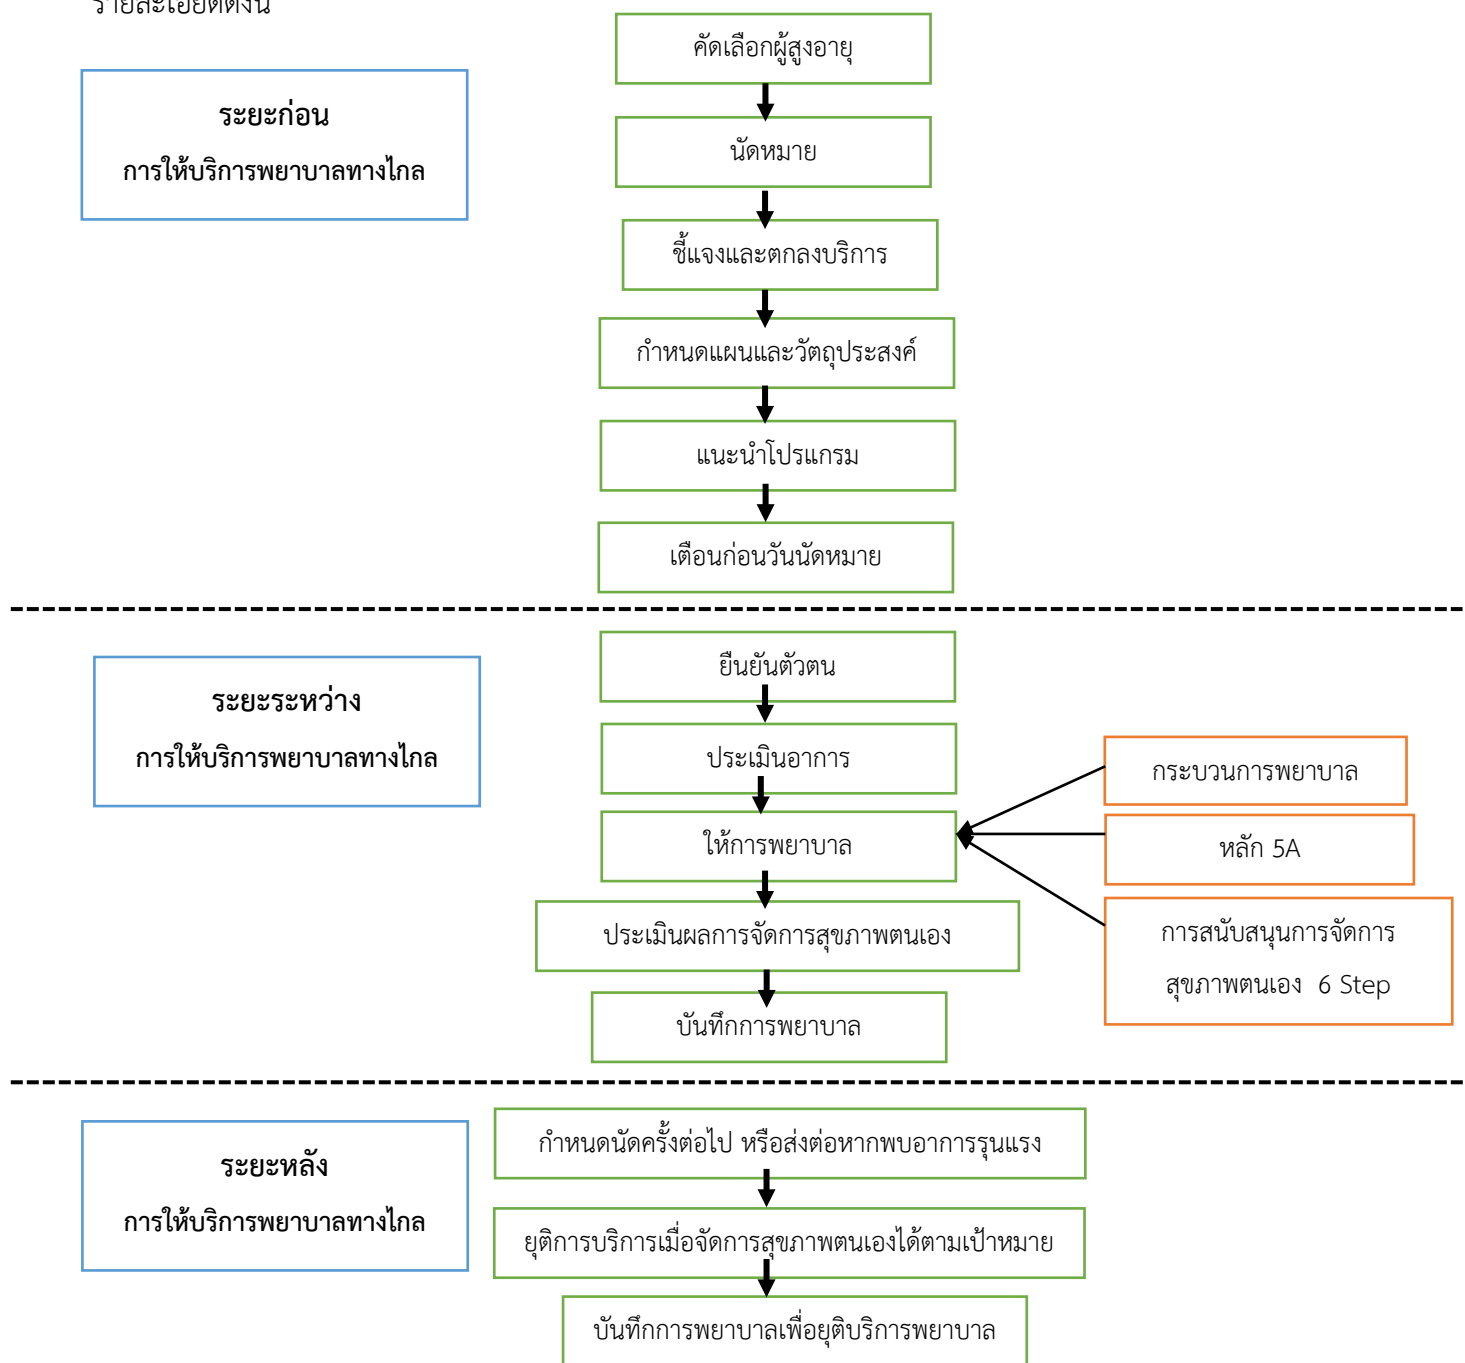 รายละเอียดดังนี้
คัดเลือกผู้สูงอายุ
ระยะก่อน
การให้บริการพยาบาลทางไกล
นัดหมาย
ชี้แจงและตกลงบริการ
กำหนดแผนและวัตถุประสงค์
แนะนำโปรแกรม
เตือนก่อนวันนัดหมาย
ระยะระหว่าง
การให้บริการพยาบาลทางไกล
ยืนยันตัวตน
ประเมินอาการ
ให้การพยาบาล
กระบวนการพยาบาล
หลัก 5A
การสนับสนุนการจัดการ
สุขภาพตนเอง 6 Step
ประเมินผลการจัดการสุขภาพตนเอง
บันทึกการพยาบาล
ระยะหลัง
การให้บริการพยาบาลทางไกล
กำหนดนัดครั้งต่อไป หรือส่งต่อหากพบอาการรุนแรง
ยุติการบริการเมื่อจัดการสุขภาพตนเองได้ตามเป้าหมาย
บันทึกการพยาบาลเพื่อยุติบริการพยาบาล